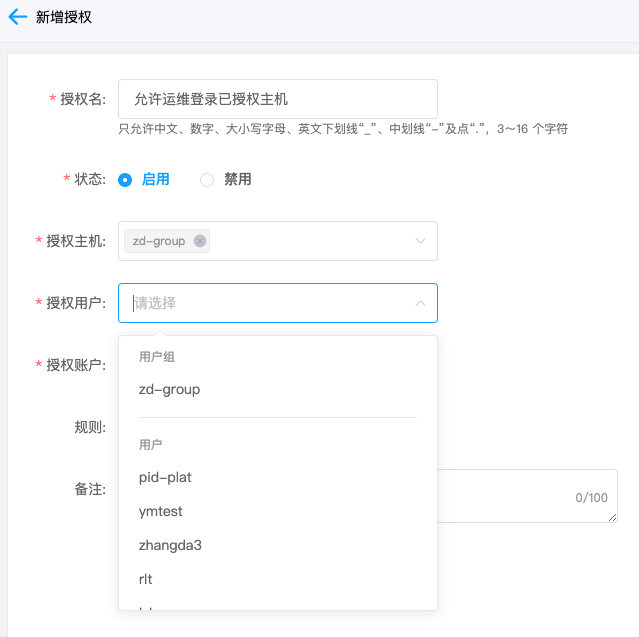 新增授权
* 授权名: 允许运维登录已授权主机
只允许中文、数字、大小写字母、英文下划线“_”、中划线“-”及点“.”，3～16 个字符
* 状态: 启用 禁用
* 授权主机: zd-group
* 授权用户: 请选择
用户组
* 授权账户:
zd-group
规则:
用户
pid-plat
备注:
0/100
ymtest
zhangda3
rlt